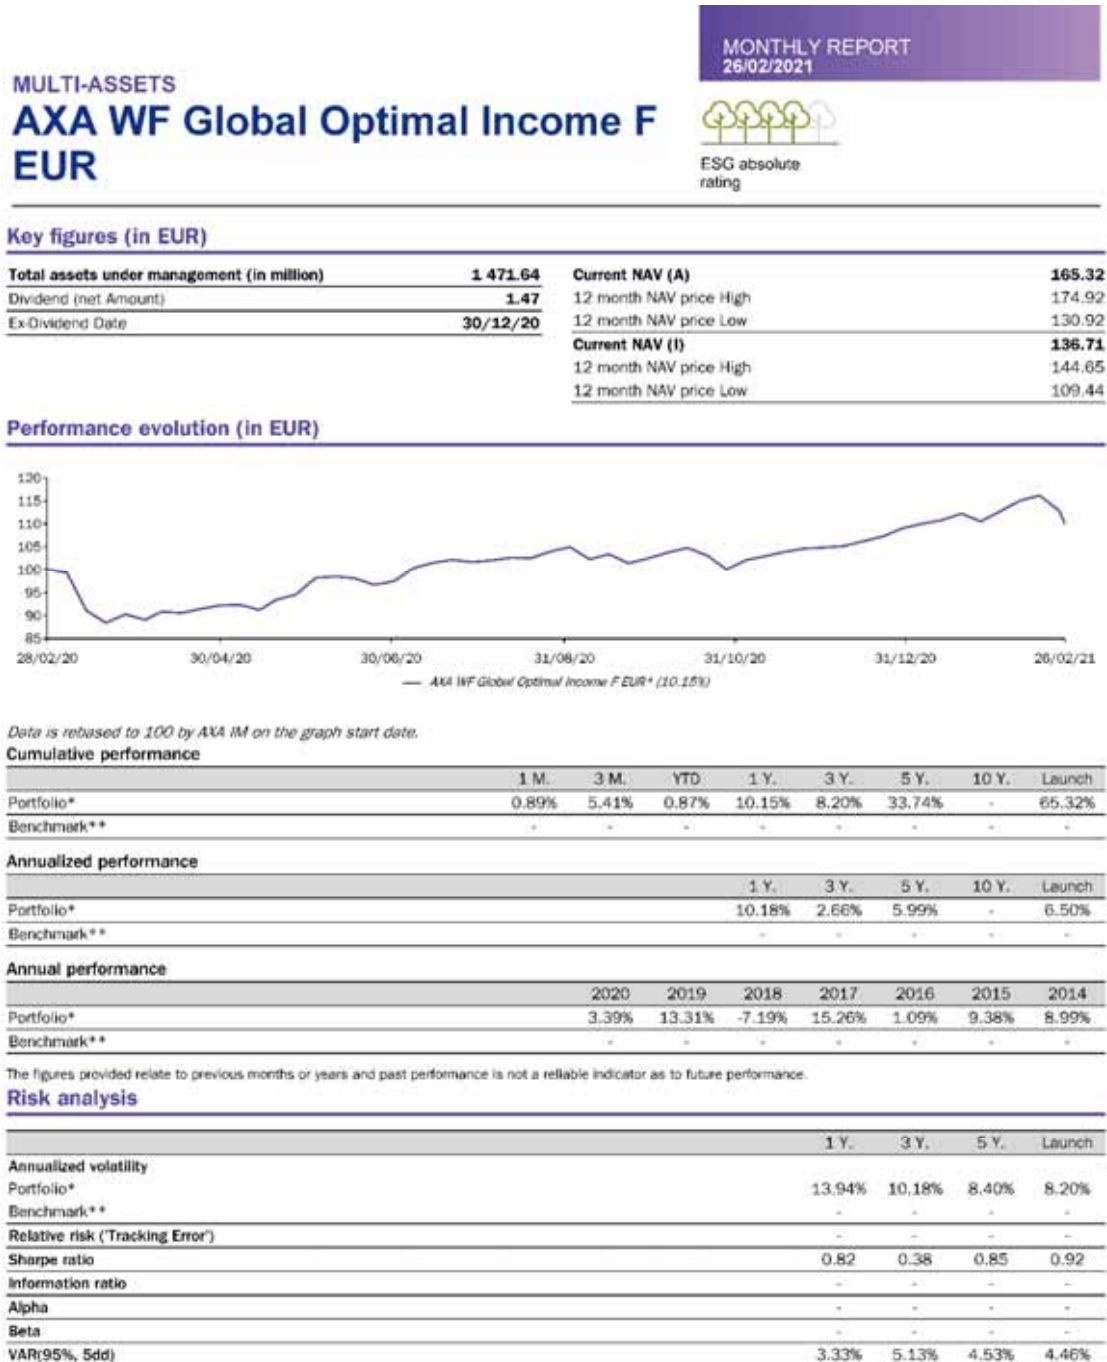 MONTHLY REPORT
26/02/2021
MULTI-ASSETS
AXA WF Global Optimal Income F
EUR
ESG absolute
rating
Key figures (in EUR)
Total assets under management (in million) 1 471.64
Dividend (net Amount) 1.47
Ex-Dividend Date 30/12/20
Current NAV (A) 165.32
12 month NAV price High 174.92
12 month NAV price Low 130.92
Current NAV (I) 136.71
12 month NAV price High 144.65
12 month NAV price Low 109.44
Performance evolution (in EUR)
120
115
110
105
100
95
90
85
28/02/20 30/04/20 30/06/20 31/08/20 31/10/20 31/12/20 26/02/21
AXA WF Global Optimal Income F EUR* (10.15%)
Data is rebased to 100 by AXA IM on the graph start date.
Cumulative performance
1 M. 3 M. YTD 1 Y. 3 Y. 5 Y. 10 Y. Launch
Portfolio* 0.89% 5.41% 0.87% 10.15% 8.20% 33.74% - 65.32%
Benchmark** - - - - - - - -
Annualized performance
1 Y. 3 Y. 5 Y. 10 Y. Launch
Portfolio* 10.18% 2.66% 5.99% - 6.50%
Benchmark** - - - - -
Annual performance
2020 2019 2018 2017 2016 2015 2014
Portfolio* 3.39% 13.31% -7.19% 15.26% 1.09% 9.38% 8.99%
Benchmark** - - - - - - -
The figures provided relate to previous months or years and past performance is not a reliable indicator as to future performance.
Risk analysis
1 Y. 3 Y. 5 Y. Launch
Annualized volatility
Portfolio* 13.94% 10.18% 8.40% 8.20%
Benchmark** - - - -
Relative risk ('Tracking Error') - - - -
Sharpe ratio 0.82 0.38 0.85 0.92
Information ratio - - - -
Alpha - - - -
Beta - - - -
VAR(95%, 5dd) 3.33% 5.13% 4.53% 4.46%